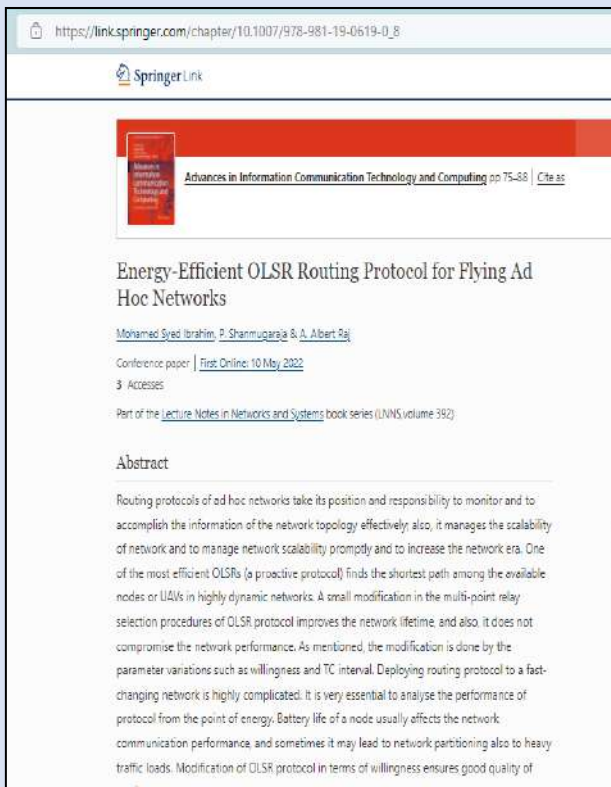 https://link.springer.com/chapter/10.1007/978-981-19-0619-0_8
Springer Link
Advances in Information Communication Technology and Computing pp 75–88 | Cite as
Energy-Efficient OLSR Routing Protocol for Flying Ad
Hoc Networks
Mohamed Syed Ibrahim, P. Shanmugaraja & A. Albert Raj
Conference paper | First Online: 10 May 2022
3 Accesses
Part of the Lecture Notes in Networks and Systems book series (LNNS,volume 392)
Abstract
Routing protocols of ad hoc networks take its position and responsibility to monitor and to
accomplish the information of the network topology effectively; also, it manages the scalability
of network and to manage network scalability promptly and to increase the network era. One
of the most efficient OLSRs (a proactive protocol) finds the shortest path among the available
nodes or UAVs in highly dynamic networks. A small modification in the multi-point relay
selection procedures of OLSR protocol improves the network lifetime, and also, it does not
compromise the network performance. As mentioned, the modification is done by the
parameter variations such as willingness and TC interval. Deploying routing protocol to a fast-
changing network is highly complicated. It is very essential to analyse the performance of
protocol from the point of energy. Battery life of a node usually affects the network
communication performance, and sometimes it may lead to network partitioning also to heavy
traffic loads. Modification of OLSR protocol in terms of willingness ensures good quality of